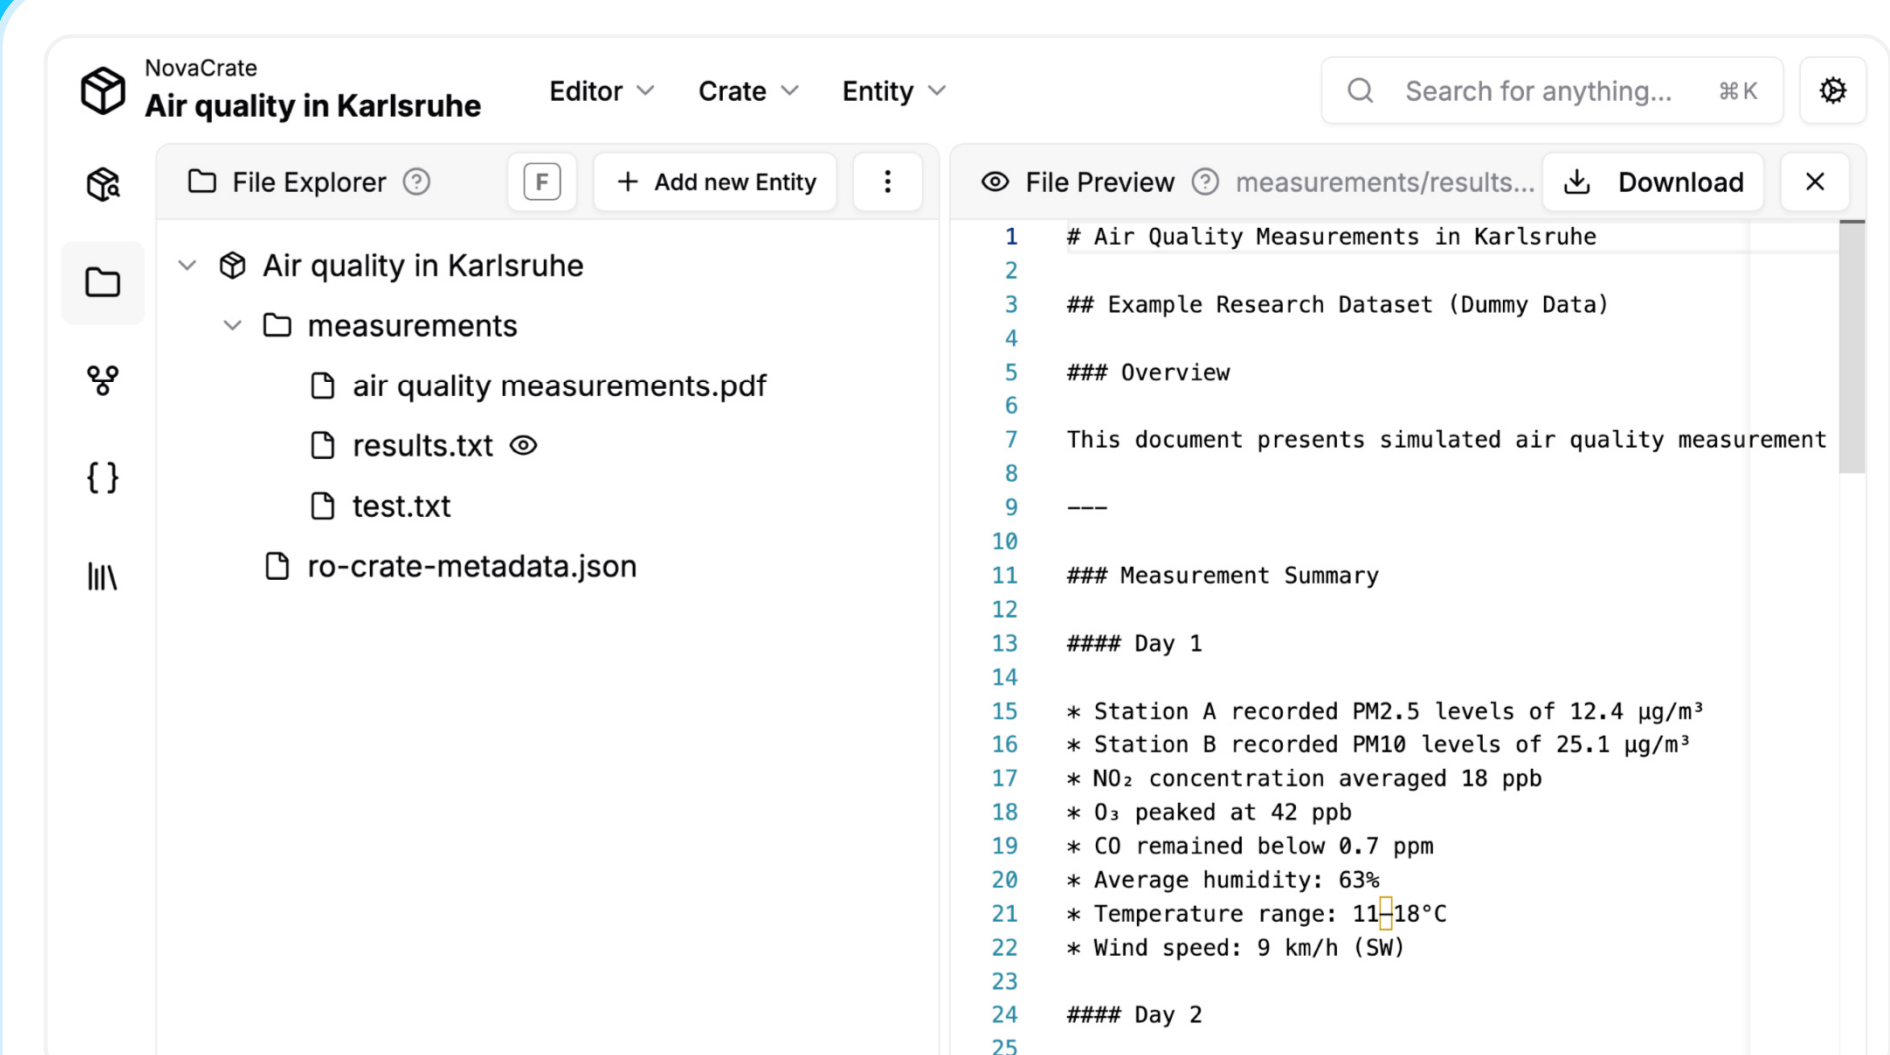 NovaCrate
Air quality in Karlsruhe
Editor
Crate
Entity
Search for anything... ⌘K
File Explorer
F
+ Add new Entity
Air quality in Karlsruhe
measurements
air quality measurements.pdf
results.txt
test.txt
ro-crate-metadata.json
File Preview measurements/results... Download
1 # Air Quality Measurements in Karlsruhe
2
3 ## Example Research Dataset (Dummy Data)
4
5 ### Overview
6
7 This document presents simulated air quality measurement
8
9 ---
10
11 ### Measurement Summary
12
13 #### Day 1
14
15 * Station A recorded PM2.5 levels of 12.4 µg/m³
16 * Station B recorded PM10 levels of 25.1 µg/m³
17 * NO₂ concentration averaged 18 ppb
18 * O₃ peaked at 42 ppb
19 * CO remained below 0.7 ppm
20 * Average humidity: 63%
21 * Temperature range: 11–18°C
22 * Wind speed: 9 km/h (SW)
23
24 #### Day 2
25